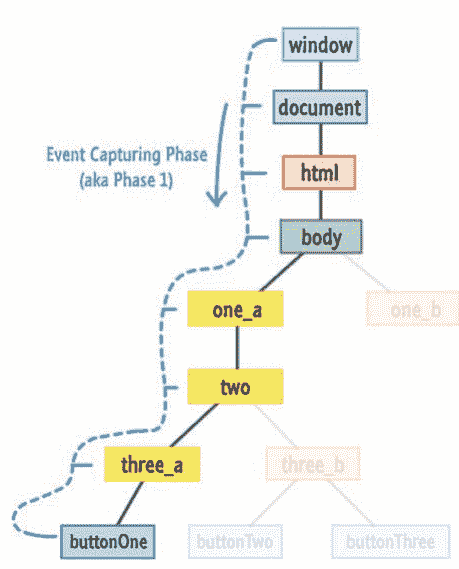 window
document
Event Capturing Phase
(aka Phase 1)
html
body
one_a
one_b
two
three_a
three_b
buttonOne
buttonTwo
buttonThree